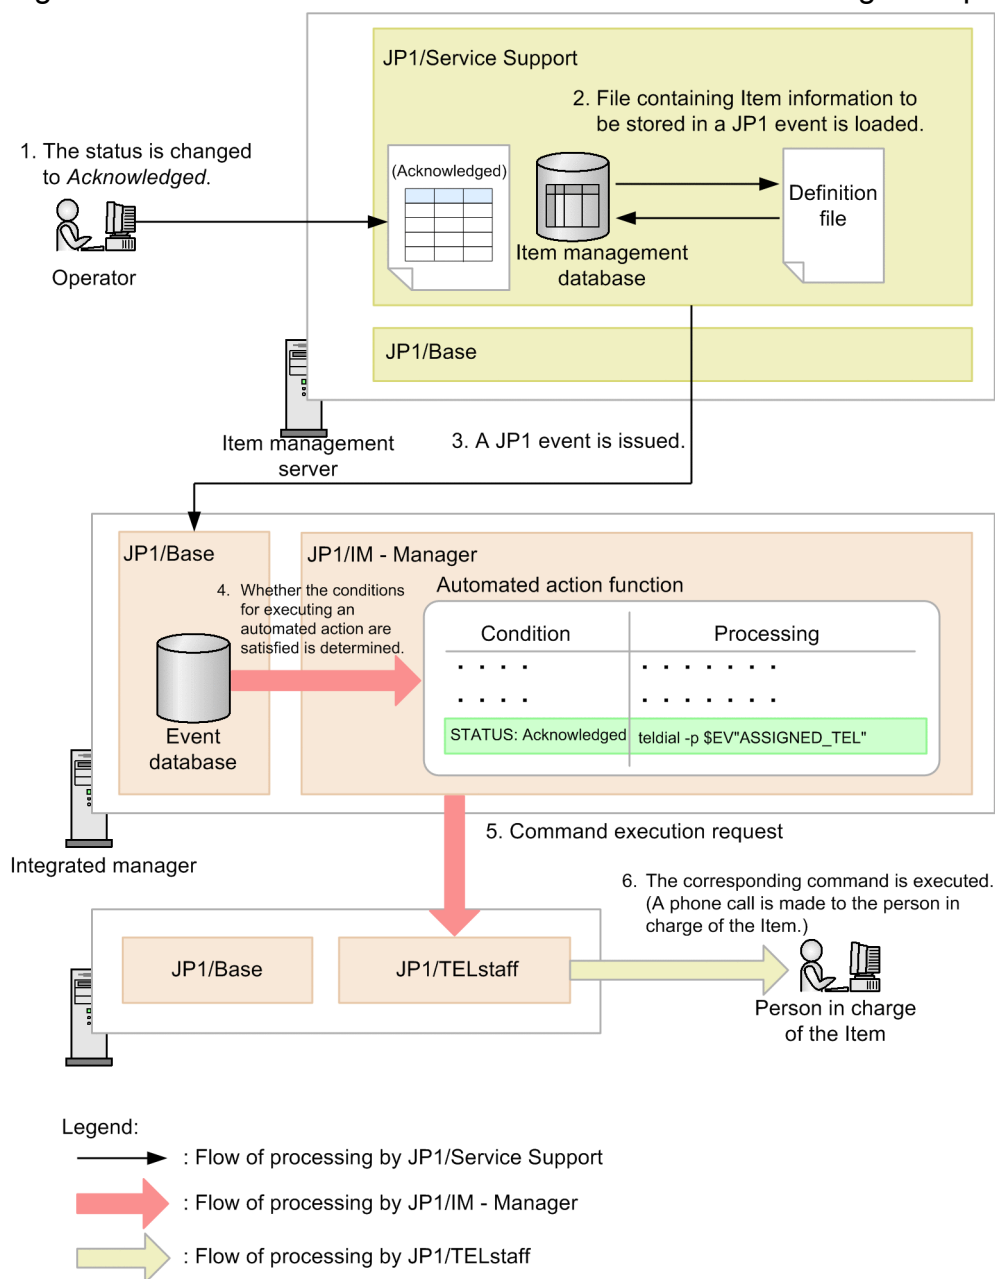 JP1/Service Support
2. File containing Item information to
be stored in a JP1 event is loaded.
1. The status is changed
to Acknowledged.
(Acknowledged)
Definition
file
Item management
database
Operator
JP1/Base
Item management
server
3. A JP1 event is issued.
JP1/Base
JP1/IM - Manager
4. Whether the conditions
for executing an
automated action are
satisfied is determined.
Automated action function
Condition
Processing
. . . .
. . . . . . .
. . . .
. . . . . . .
STATUS: Acknowledged
teldial -p $EV"ASSIGNED_TEL"
Event
database
Integrated manager
5. Command execution request
6. The corresponding command is executed.
(A phone call is made to the person in
charge of the Item.)
JP1/Base
JP1/TELstaff
Person in charge
of the Item
Legend:
: Flow of processing by JP1/Service Support
: Flow of processing by JP1/IM - Manager
: Flow of processing by JP1/TELstaff